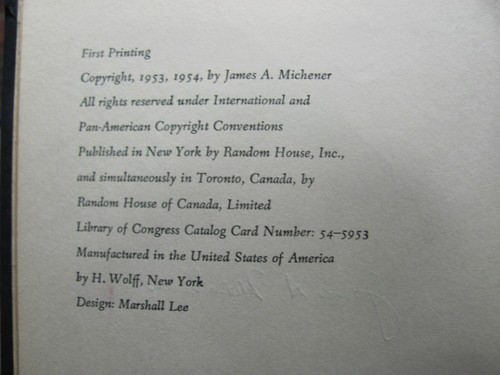 First Printing
Copyright, 1953, 1954, by James A. Michener
All rights reserved under International and
Pan-American Copyright Conventions
Published in New York by Random House, Inc.,
and simultaneously in Toronto, Canada, by
Random House of Canada, Limited
Library of Congress Catalog Card Number: 54–5953
Manufactured in the United States of America
by H. Wolff, New York
Design: Marshall Lee